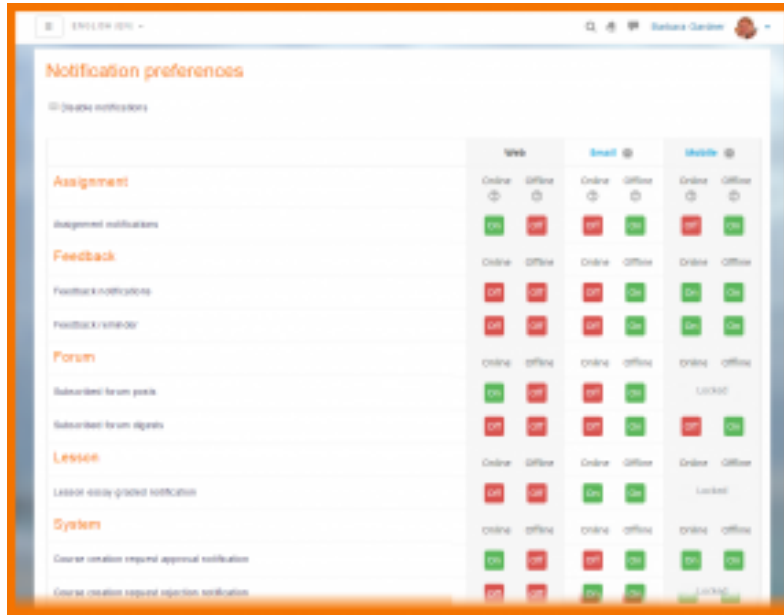 ENGLISH (EN)
Barbara Gardner
Notification preferences
Disable notifications
Web Email Mobile
Assignment Online Offline Online Offline Online Offline
Assignment notifications On Off Off On Off On
Feedback Online Offline Online Offline Online Offline
Feedback notifications Off Off Off On On On
Feedback reminder Off Off Off On On On
Forum Online Offline Online Offline Online Offline
Subscribed forum posts On Off Off On Locked
Subscribed forum digests Off Off Off On Off On
Lesson Online Offline Online Offline Online Offline
Lesson essay graded notification Off Off On On Locked
System Online Offline Online Offline Online Offline
Course creation request approval notification On Off Off On On On
Course creation request rejection notification Off Off On On Locked